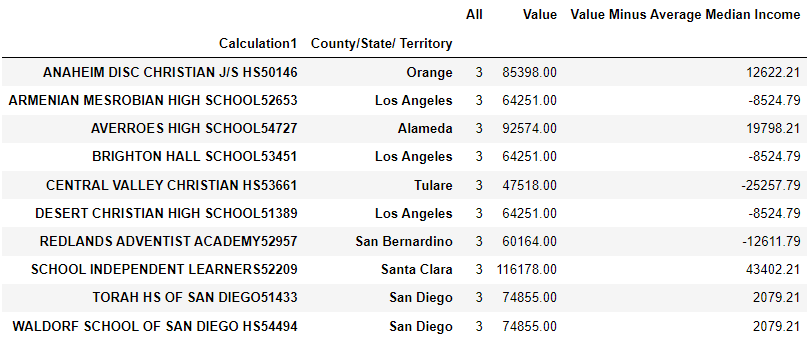 All Value Value Minus Average Median Income
Calculation1 County/State/ Territory
ANAHEIM DISC CHRISTIAN J/S HS50146 Orange 3 85398.00 12622.21
ARMENIAN MESROBIAN HIGH SCHOOL52653 Los Angeles 3 64251.00 -8524.79
AVERROES HIGH SCHOOL54727 Alameda 3 92574.00 19798.21
BRIGHTON HALL SCHOOL53451 Los Angeles 3 64251.00 -8524.79
CENTRAL VALLEY CHRISTIAN HS53661 Tulare 3 47518.00 -25257.79
DESERT CHRISTIAN HIGH SCHOOL51389 Los Angeles 3 64251.00 -8524.79
REDLANDS ADVENTIST ACADEMY52957 San Bernardino 3 60164.00 -12611.79
SCHOOL INDEPENDENT LEARNERS52209 Santa Clara 3 116178.00 43402.21
TORAH HS OF SAN DIEGO51433 San Diego 3 74855.00 2079.21
WALDORF SCHOOL OF SAN DIEGO HS54494 San Diego 3 74855.00 2079.21